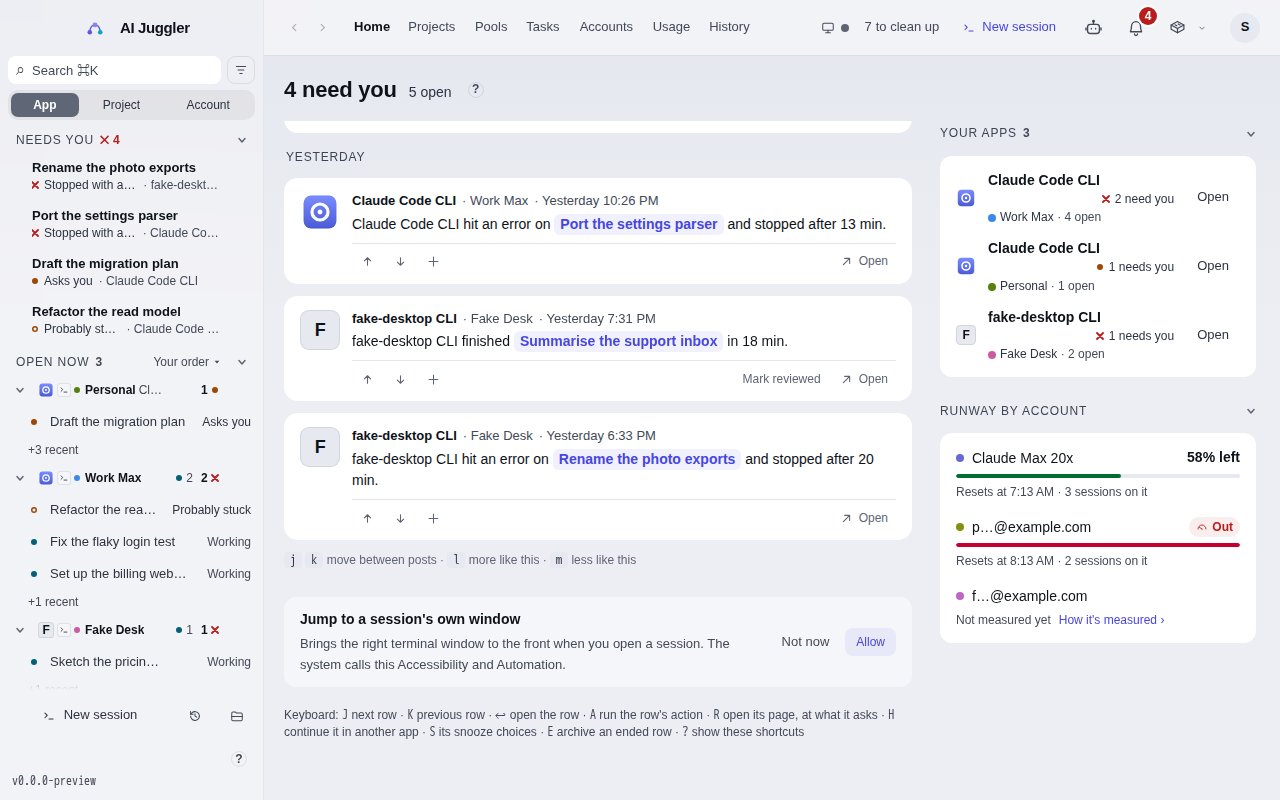 AI Juggler
Search ⌘K
App Project Account
NEEDS YOU 4
Rename the photo exports
Stopped with a… · fake-deskt…
Port the settings parser
Stopped with a… · Claude Co…
Draft the migration plan
Asks you · Claude Code CLI
Refactor the read model
Probably st… · Claude Code …
OPEN NOW 3 Your order
Personal Cl… 1
Draft the migration plan Asks you
+3 recent
Work Max 2 2
Refactor the rea… Probably stuck
Fix the flaky login test Working
Set up the billing web… Working
+1 recent
F Fake Desk 1 1
Sketch the pricin… Working
New session
?
v0.0.0-preview
Home Projects Pools Tasks Accounts Usage History
7 to clean up New session 4 S
4 need you 5 open ?
YESTERDAY
Claude Code CLI · Work Max · Yesterday 10:26 PM
Claude Code CLI hit an error on Port the settings parser and stopped after 13 min.
Open
F
fake-desktop CLI · Fake Desk · Yesterday 7:31 PM
fake-desktop CLI finished Summarise the support inbox in 18 min.
Mark reviewed Open
F
fake-desktop CLI · Fake Desk · Yesterday 6:33 PM
fake-desktop CLI hit an error on Rename the photo exports and stopped after 20
min.
Open
j k move between posts · l more like this · m less like this
Jump to a session's own window
Brings the right terminal window to the front when you open a session. The
system calls this Accessibility and Automation.
Not now Allow
Keyboard: J next row · K previous row · ↩ open the row · A run the row's action · R open its page, at what it asks · H
continue it in another app · S its snooze choices · E archive an ended row · ? show these shortcuts
YOUR APPS 3
Claude Code CLI
2 need you
Work Max · 4 open
Open
Claude Code CLI
1 needs you
Personal · 1 open
Open
F
fake-desktop CLI
1 needs you
Fake Desk · 2 open
Open
RUNWAY BY ACCOUNT
Claude Max 20x 58% left
Resets at 7:13 AM · 3 sessions on it
p…@example.com Out
Resets at 8:13 AM · 2 sessions on it
f…@example.com
Not measured yet How it's measured ›